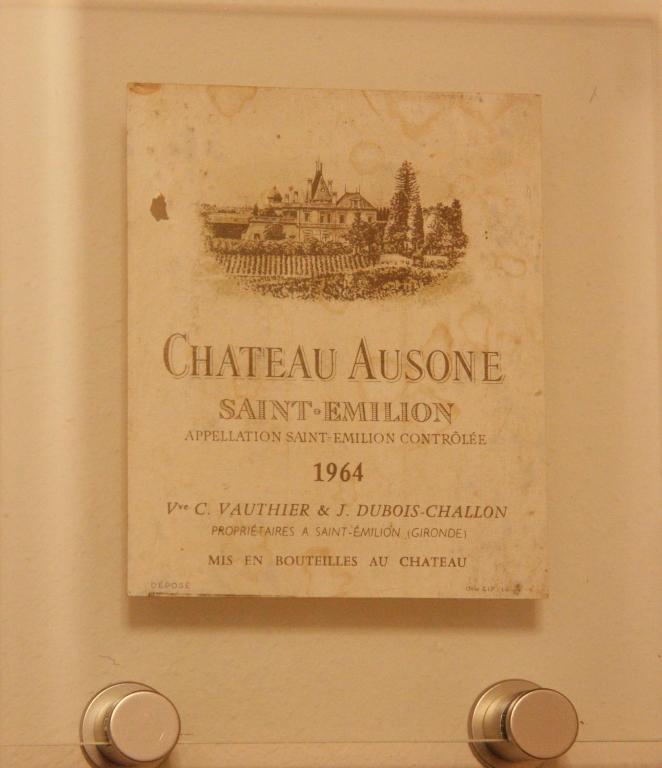 CHATEAU AUSONE
SAINT-EMILION
APPELLATION SAINT-EMILION CONTRÔLÉE
1964
Vve C. VAUTHIER & J. DUBOIS-CHALLON
PROPRIÉTAIRES A SAINT-ÉMILION (GIRONDE)
MIS EN BOUTEILLES AU CHATEAU
DÉPOSÉ